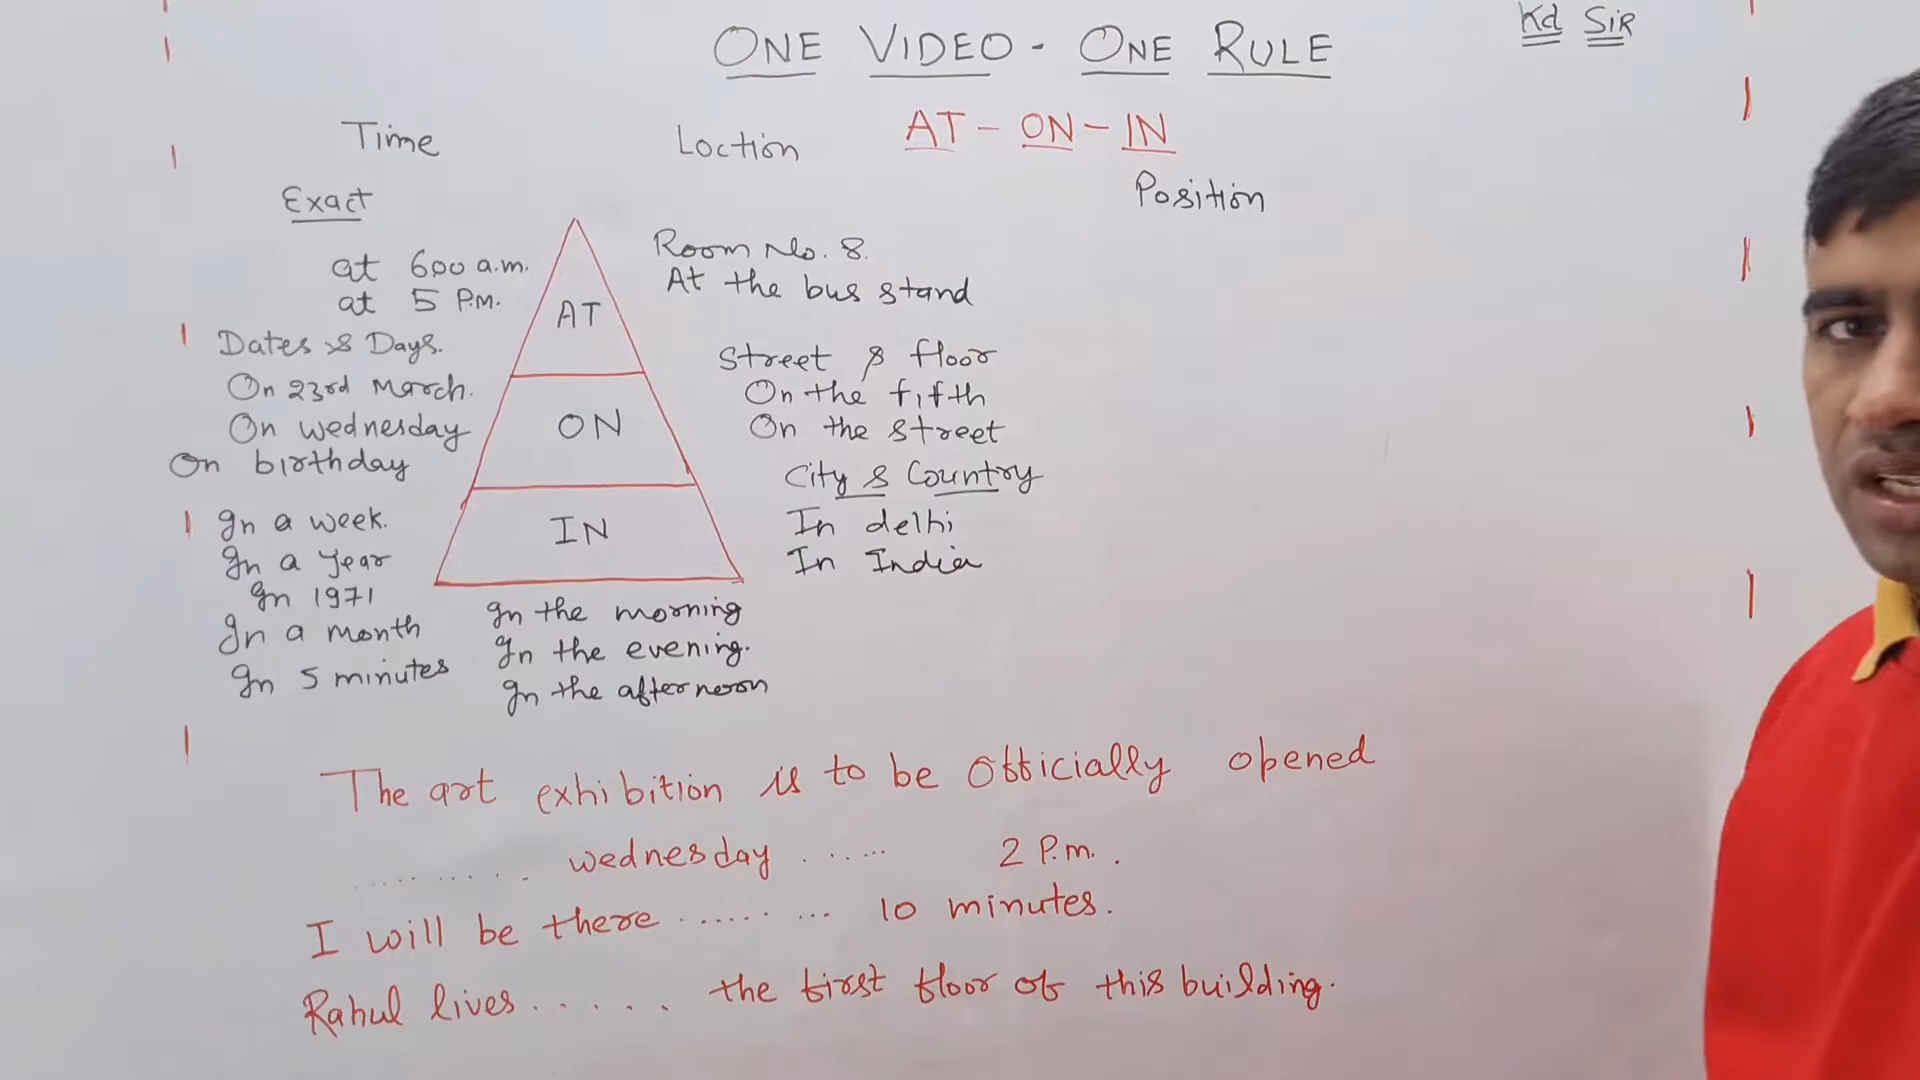 ONE VIDEO - ONE RULE
Kd SIR
AT - ON - IN
Time
Loction
Position
Exact
at 6:00 a.m.
at 5 P.M.
Dates & Days.
On 23rd March.
On wednesday
On birthday
In a week.
In a year
In 1971
In a month
In 5 minutes
AT
ON
IN
In the morning
In the evening.
In the afternoon
Room No. 8.
At the bus stand
Street & floor
On the fifth
On the street
City & Country
In delhi
In India
The art exhibition is to be officially opened
.......... wednesday ...... 2 P.m..
I will be there ......... 10 minutes.
Rahul lives ..... the first floor of this building.